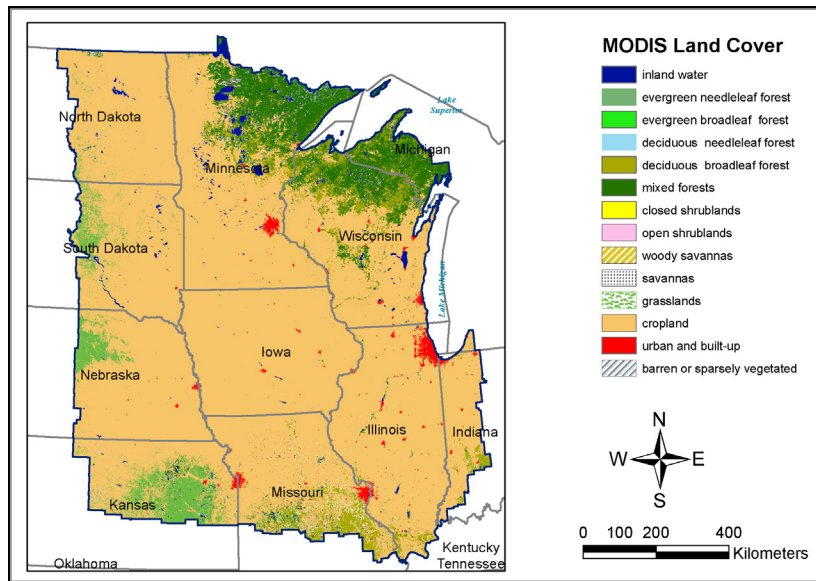 MODIS Land Cover
inland water
evergreen needleleaf forest
evergreen broadleaf forest
deciduous needleleaf forest
deciduous broadleaf forest
mixed forests
closed shrublands
open shrublands
woody savannas
savannas
grasslands
cropland
urban and built-up
barren or sparsely vegetated
North Dakota
Minnesota
Lake
Superior
Michigan
South Dakota
Wisconsin
Lake Michigan
Nebraska
Iowa
Illinois
Indiana
Kansas
Missouri
Oklahoma
Kentucky
Tennessee
N
W
E
S
0 100 200 400
Kilometers